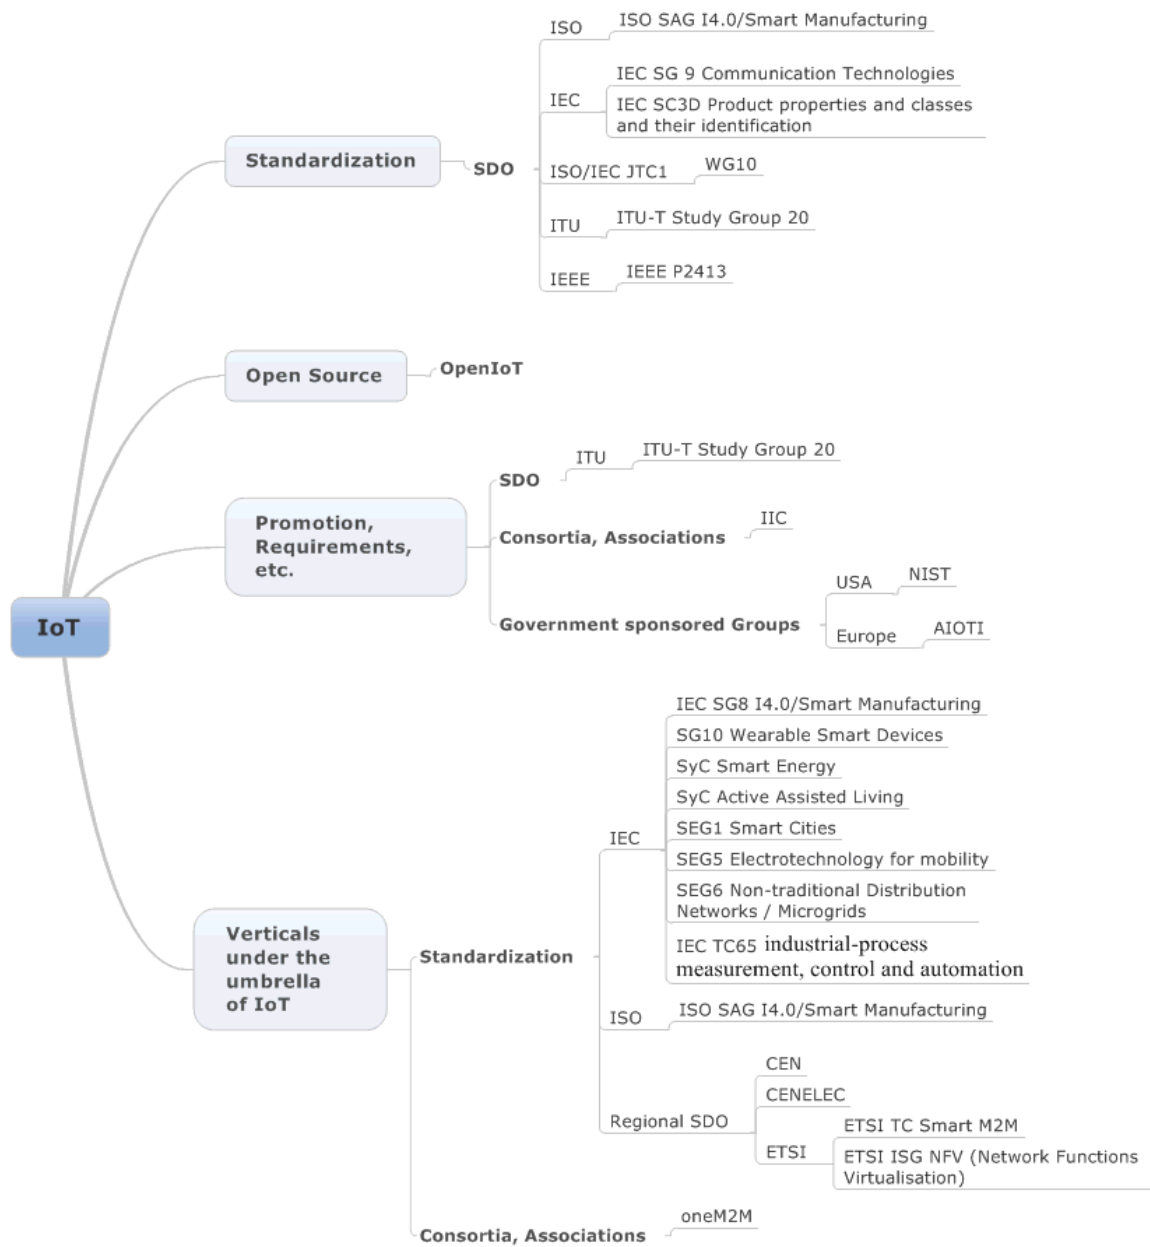 ISO
ISO SAG I4.0/Smart Manufacturing
IEC
IEC SG 9 Communication Technologies
IEC SC3D Product properties and classes
and their identification
Standardization
SDO
ISO/IEC JTC1
WG10
ITU
ITU-T Study Group 20
IEEE
IEEE P2413
Open Source
OpenIoT
Promotion,
Requirements,
etc.
SDO
ITU
ITU-T Study Group 20
Consortia, Associations
IIC
Government sponsored Groups
USA
NIST
Europe
AIOTI
IoT
Verticals
under the
umbrella
of IoT
Standardization
IEC
IEC SG8 I4.0/Smart Manufacturing
SG10 Wearable Smart Devices
SyC Smart Energy
SyC Active Assisted Living
SEG1 Smart Cities
SEG5 Electrotechnology for mobility
SEG6 Non-traditional Distribution
Networks / Microgrids
IEC TC65 industrial-process
measurement, control and automation
ISO
ISO SAG I4.0/Smart Manufacturing
Regional SDO
CEN
CENELEC
ETSI
ETSI TC Smart M2M
ETSI ISG NFV (Network Functions
Virtualisation)
Consortia, Associations
oneM2M